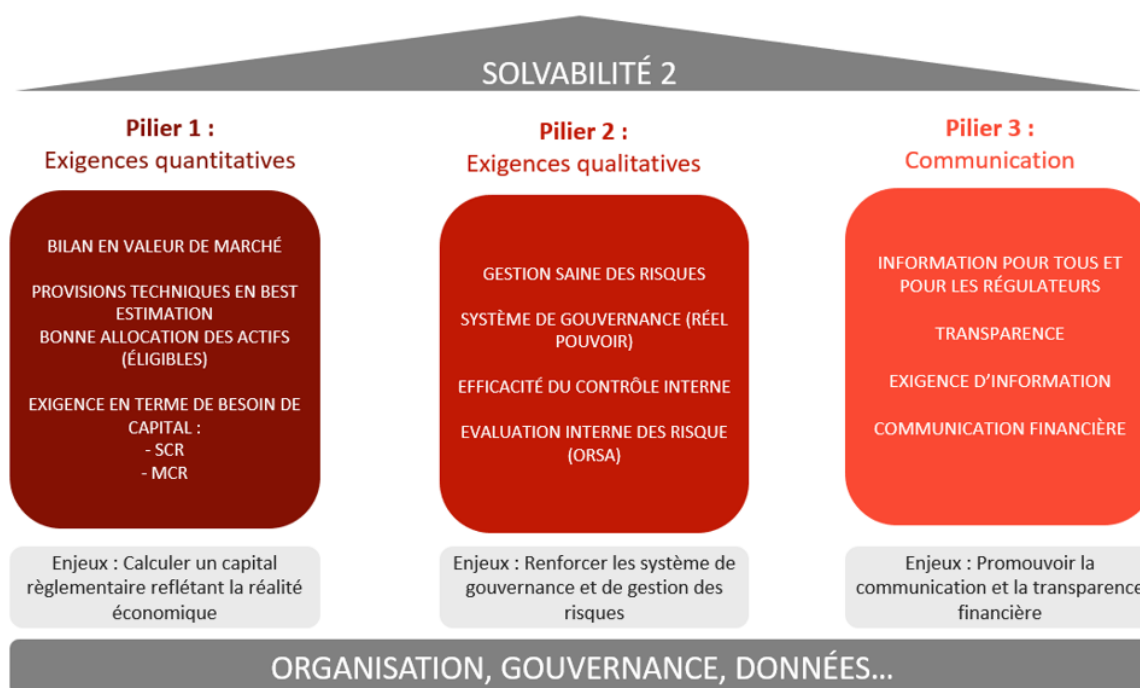 SOLVABILITÉ 2
Pilier 1 :
Exigences quantitatives
BILAN EN VALEUR DE MARCHÉ
PROVISIONS TECHNIQUES EN BEST
ESTIMATION
BONNE ALLOCATION DES ACTIFS
(ÉLIGIBLES)
EXIGENCE EN TERME DE BESOIN DE
CAPITAL :
- SCR
- MCR
Enjeux : Calculer un capital
règlementaire reflétant la réalité
économique
Pilier 2 :
Exigences qualitatives
GESTION SAINE DES RISQUES
SYSTÈME DE GOUVERNANCE (RÉEL
POUVOIR)
EFFICACITÉ DU CONTRÔLE INTERNE
EVALUATION INTERNE DES RISQUE
(ORSA)
Enjeux : Renforcer les système de
gouvernance et de gestion des
risques
Pilier 3 :
Communication
INFORMATION POUR TOUS ET
POUR LES RÉGULATEURS
TRANSPARENCE
EXIGENCE D’INFORMATION
COMMUNICATION FINANCIÈRE
Enjeux : Promouvoir la
communication et la transparence
financière
ORGANISATION, GOUVERNANCE, DONNÉES...